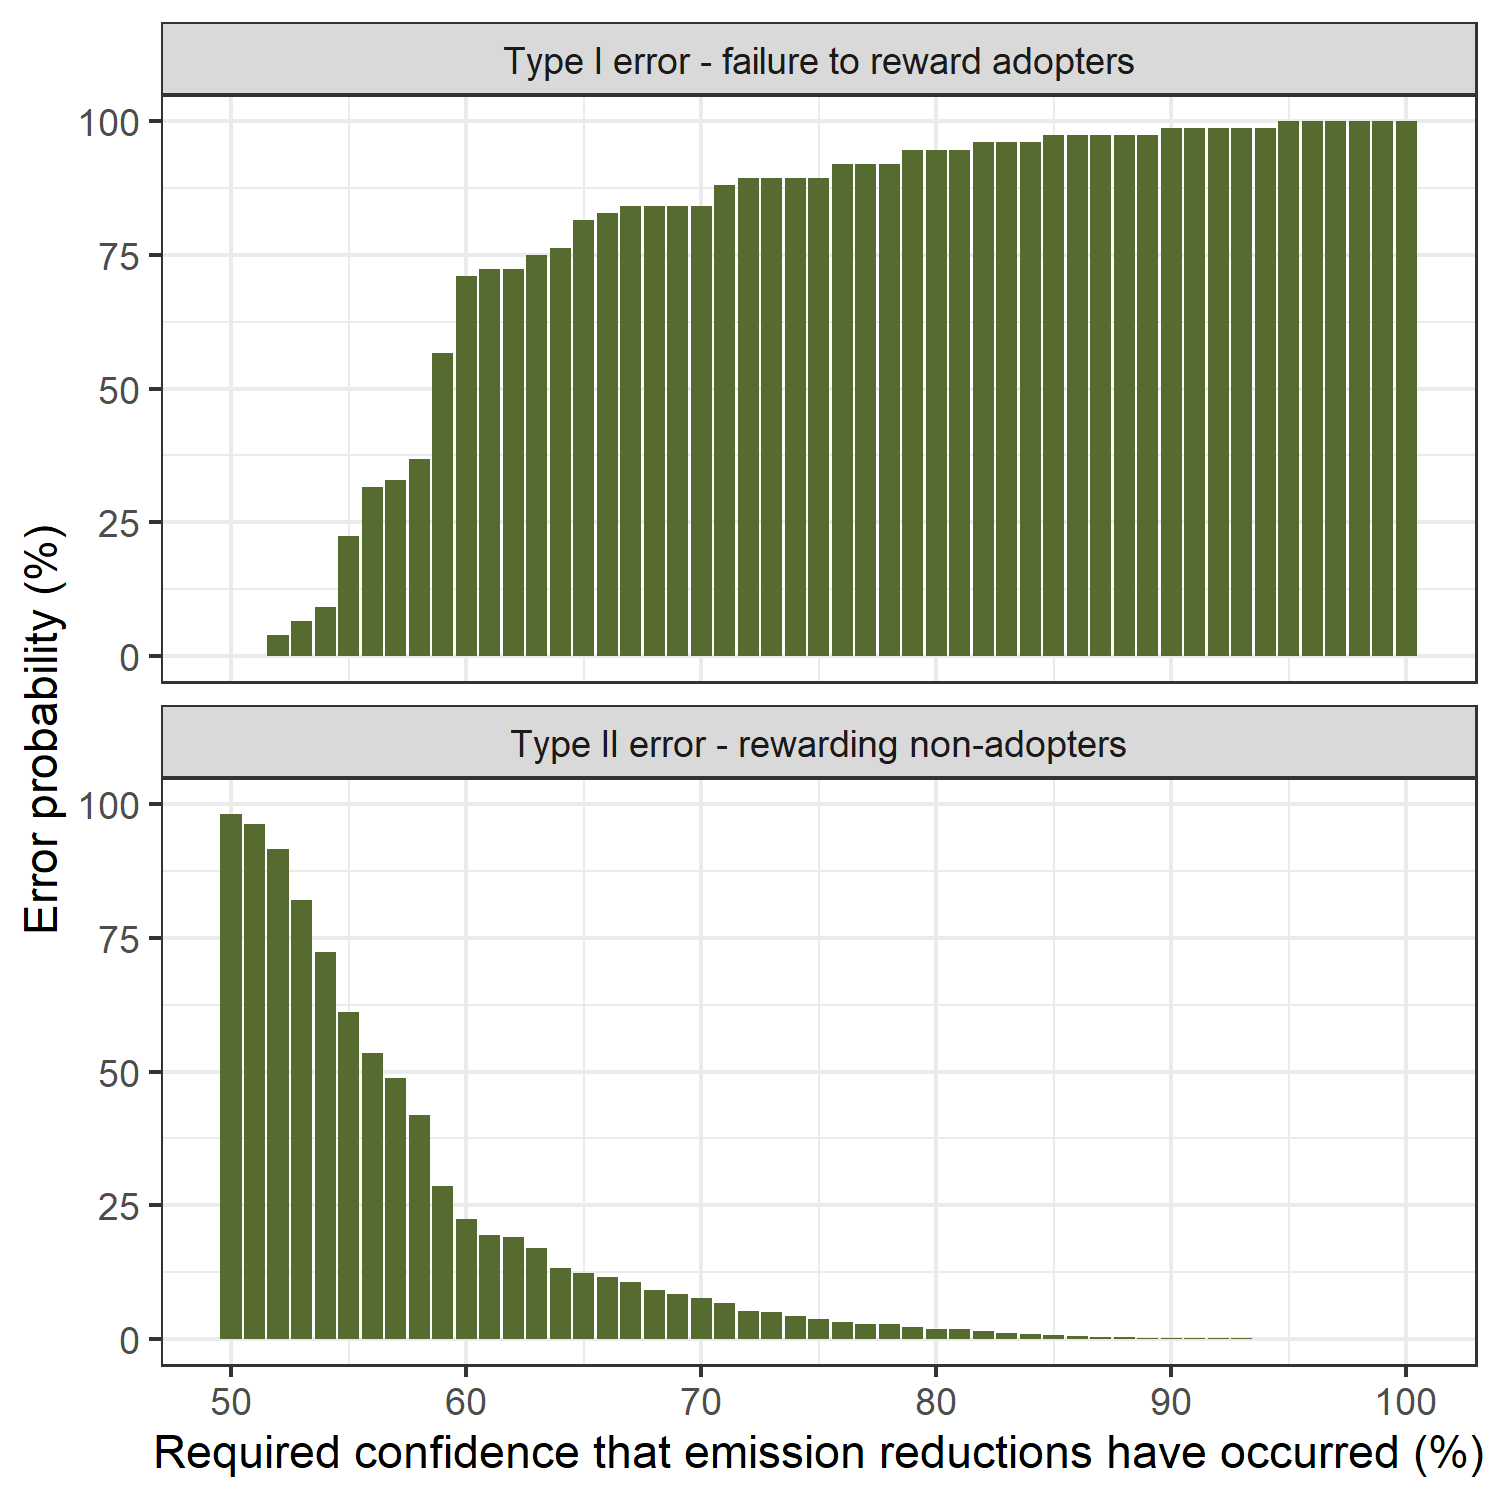 Type I error - failure to reward adopters
100
75
50
25
0
Error probability (%)
Type II error - rewarding non-adopters
100
75
50
25
0
50 60 70 80 90 100
Required confidence that emission reductions have occurred (%)